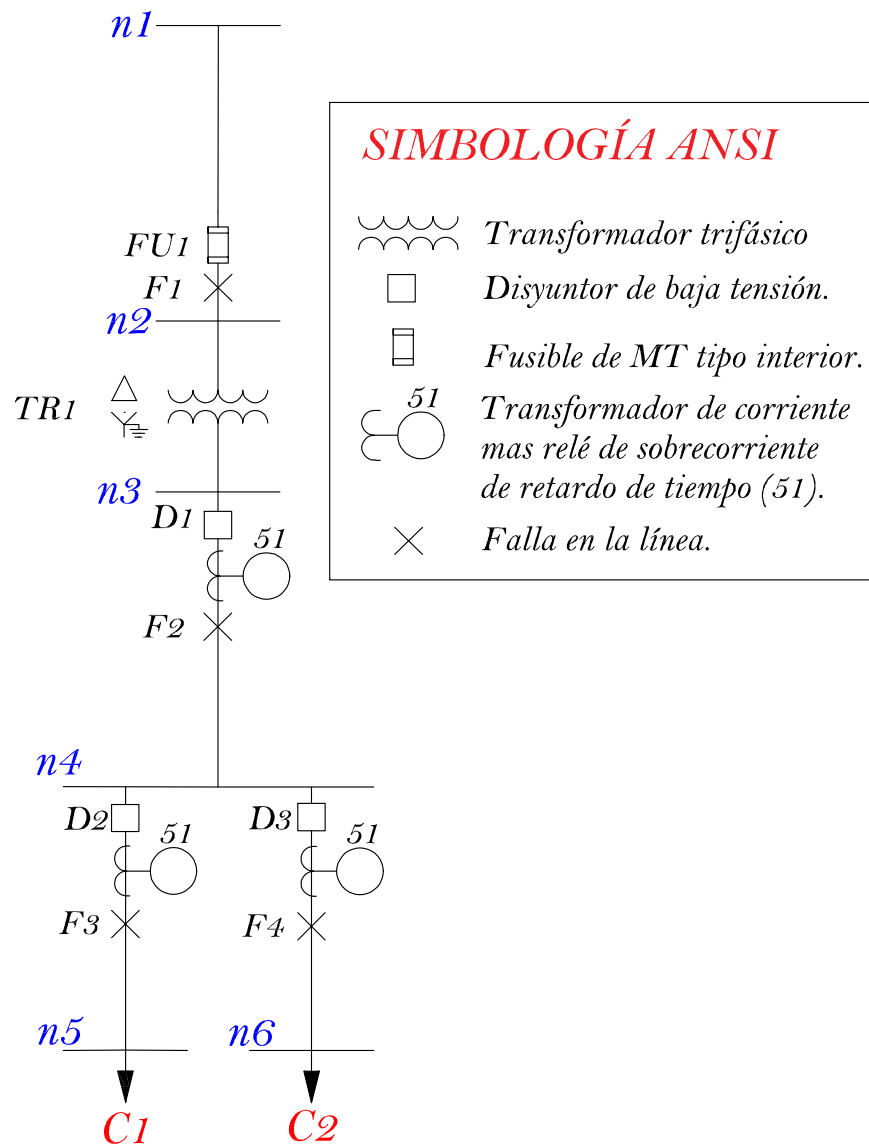 n1
FU1
F1
n2
TR1
n3
D1
51
F2
n4
D2
51
D3
51
F3
F4
n5
n6
C1
C2
SIMBOLOGÍA ANSI
Transformador trifásico
Disyuntor de baja tensión.
Fusible de MT tipo interior.
51
Transformador de corriente
mas relé de sobrecorriente
de retardo de tiempo (51).
Falla en la línea.